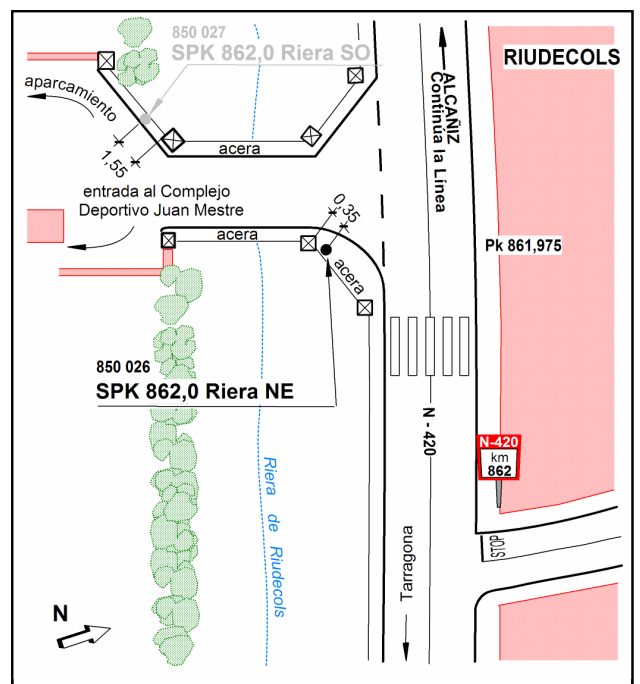 850 027
SPK 862,0 Riera SO
RIUDECOLS
ALCAÑIZ
Continúa la Línea
aparcamiento
acera
1,55
entrada al Complejo
Deportivo Juan Mestre
0,35
acera
acera
Pk 861,975
850 026
SPK 862,0 Riera NE
N - 420
N-420
km
862
Riera de Riudecols
STOP
Tarragona
N